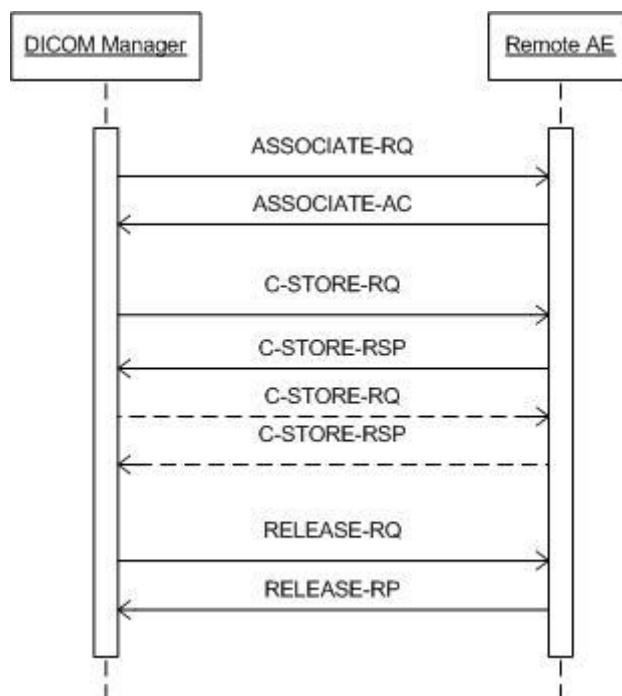 DICOM Manager
Remote AE
ASSOCIATE-RQ
ASSOCIATE-AC
C-STORE-RQ
C-STORE-RSP
C-STORE-RQ
C-STORE-RSP
RELEASE-RQ
RELEASE-RP